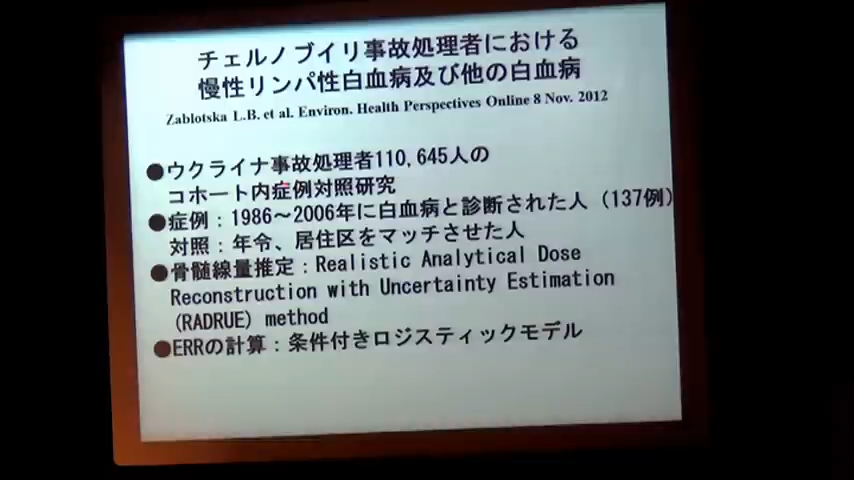 チェルノブイリ事故処理者における
慢性リンパ性白血病及び他の白血病
Zablotska L.B. et al. Environ. Health Perspectives Online 8 Nov. 2012
●ウクライナ事故処理者110,645人の
コホート内症例対照研究
●症例：1986～2006年に白血病と診断された人（137例）
対照：年令、居住区をマッチさせた人
●骨髄線量推定：Realistic Analytical Dose
Reconstruction with Uncertainty Estimation
(RADRUE) method
●ERRの計算：条件付きロジスティックモデル